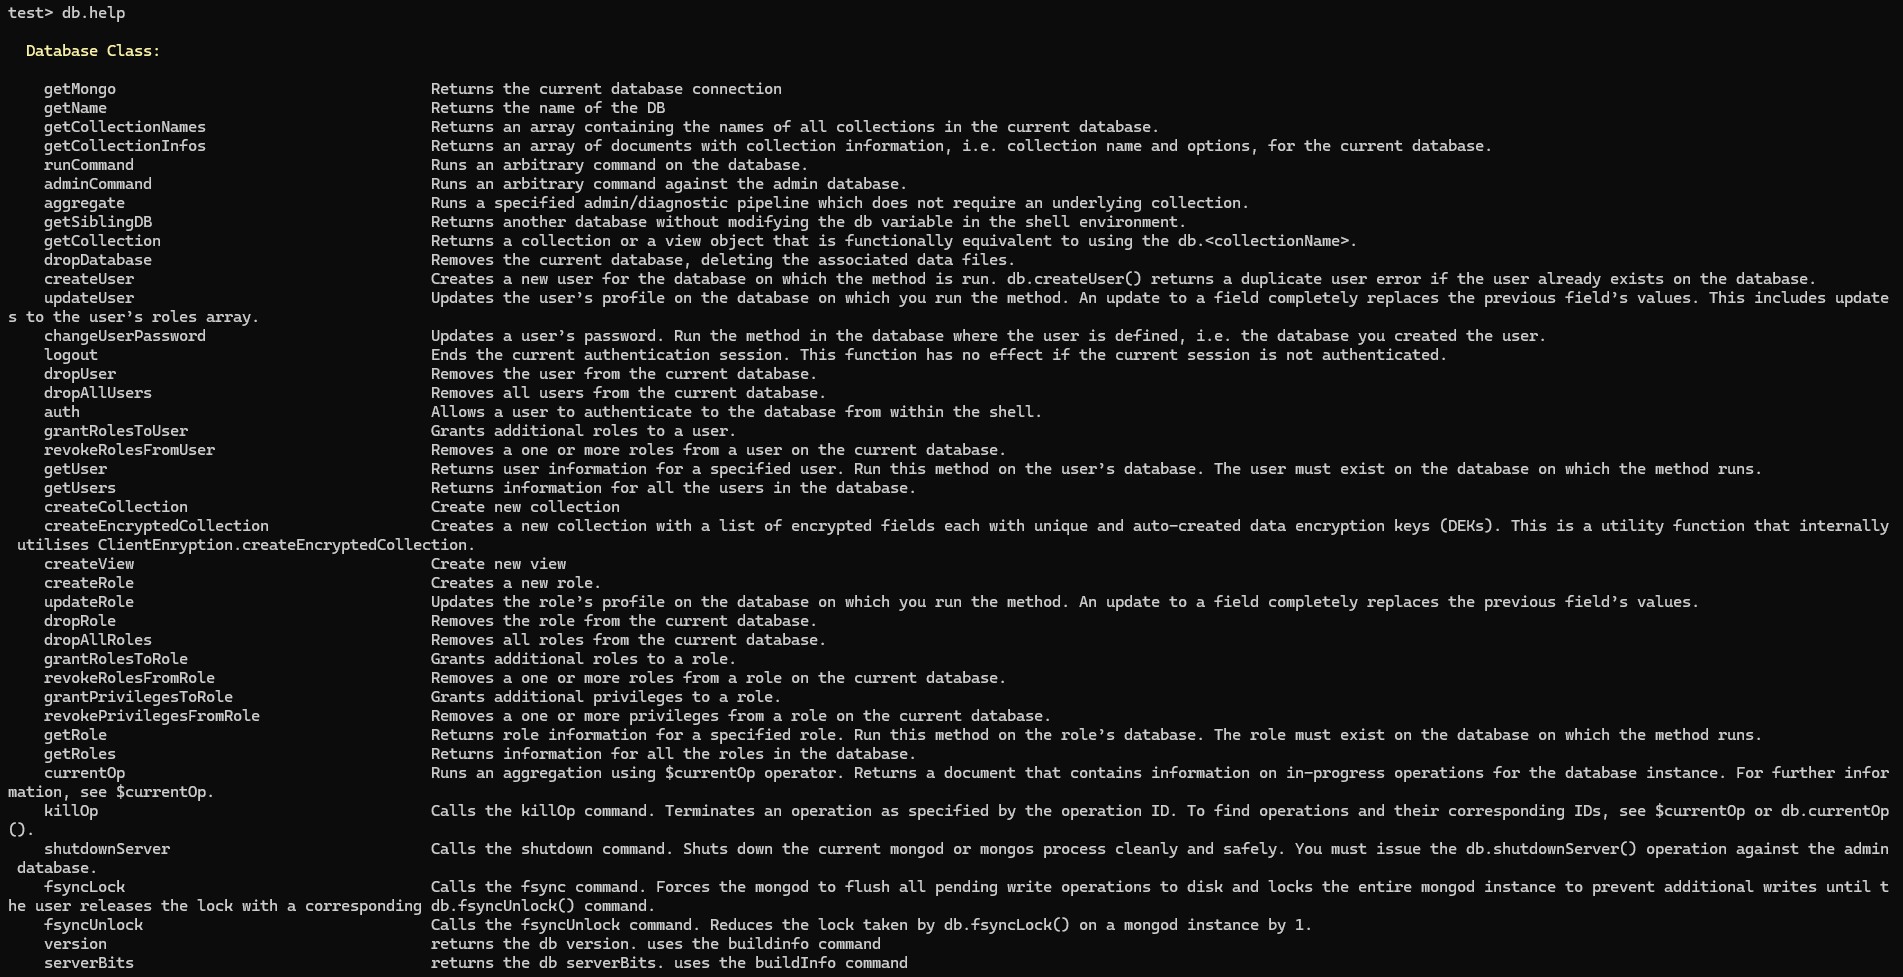 test> db.help
Database Class:
getMongo Returns the current database connection
getName Returns the name of the DB
getCollectionNames Returns an array containing the names of all collections in the current database.
getCollectionInfos Returns an array of documents with collection information, i.e. collection name and options, for the current database.
runCommand Runs an arbitrary command on the database.
adminCommand Runs an arbitrary command against the admin database.
aggregate Runs a specified admin/diagnostic pipeline which does not require an underlying collection.
getSiblingDB Returns another database without modifying the db variable in the shell environment.
getCollection Returns a collection or a view object that is functionally equivalent to using the db.<collectionName>.
dropDatabase Removes the current database, deleting the associated data files.
createUser Creates a new user for the database on which the method is run. db.createUser() returns a duplicate user error if the user already exists on the database.
updateUser Updates the user's profile on the database on which you run the method. An update to a field completely replaces the previous field's values. This includes update
s to the user's roles array.
changeUserPassword Updates a user's password. Run the method in the database where the user is defined, i.e. the database you created the user.
logout Ends the current authentication session. This function has no effect if the current session is not authenticated.
dropUser Removes the user from the current database.
dropAllUsers Removes all users from the current database.
auth Allows a user to authenticate to the database from within the shell.
grantRolesToUser Grants additional roles to a user.
revokeRolesFromUser Removes a one or more roles from a user on the current database.
getUser Returns user information for a specified user. Run this method on the user's database. The user must exist on the database on which the method runs.
getUsers Returns information for all the users in the database.
createCollection Create new collection
createEncryptedCollection Creates a new collection with a list of encrypted fields each with unique and auto-created data encryption keys (DEKs). This is a utility function that internally
utilises ClientEnryption.createEncryptedCollection.
createView Create new view
createRole Creates a new role.
updateRole Updates the role's profile on the database on which you run the method. An update to a field completely replaces the previous field's values.
dropRole Removes the role from the current database.
dropAllRoles Removes all roles from the current database.
grantRolesToRole Grants additional roles to a role.
revokeRolesFromRole Removes a one or more roles from a role on the current database.
grantPrivilegesToRole Grants additional privileges to a role.
revokePrivilegesFromRole Removes a one or more privileges from a role on the current database.
getRole Returns role information for a specified role. Run this method on the role's database. The role must exist on the database on which the method runs.
getRoles Returns information for all the roles in the database.
currentOp Runs an aggregation using $currentOp operator. Returns a document that contains information on in-progress operations for the database instance. For further infor
mation, see $currentOp.
killOp Calls the killOp command. Terminates an operation as specified by the operation ID. To find operations and their corresponding IDs, see $currentOp or db.currentOp
().
shutdownServer Calls the shutdown command. Shuts down the current mongod or mongos process cleanly and safely. You must issue the db.shutdownServer() operation against the admin
database.
fsyncLock Calls the fsync command. Forces the mongod to flush all pending write operations to disk and locks the entire mongod instance to prevent additional writes until t
he user releases the lock with a corresponding db.fsyncUnlock() command.
fsyncUnlock Calls the fsyncUnlock command. Reduces the lock taken by db.fsyncLock() on a mongod instance by 1.
version returns the db version. uses the buildinfo command
serverBits returns the db serverBits. uses the buildInfo command